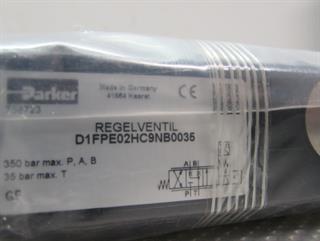 Parker
Made in Germany
41564 Kaarst
CE
REGELVENTIL
D1FPE02HC9NB0035
350 bar max. P, A, B
35 bar max. T
A B
P T